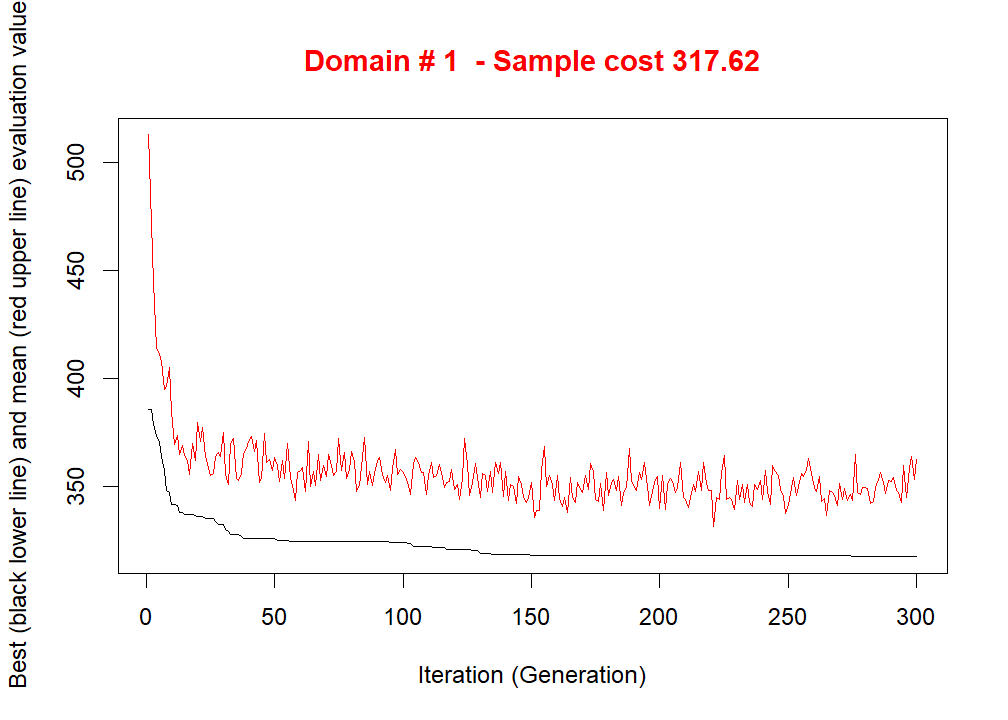 Domain # 1  - Sample cost 317.62
Best (black lower line) and mean (red upper line) evaluation value
500
450
400
350
0 50 100 150 200 250 300
Iteration (Generation)